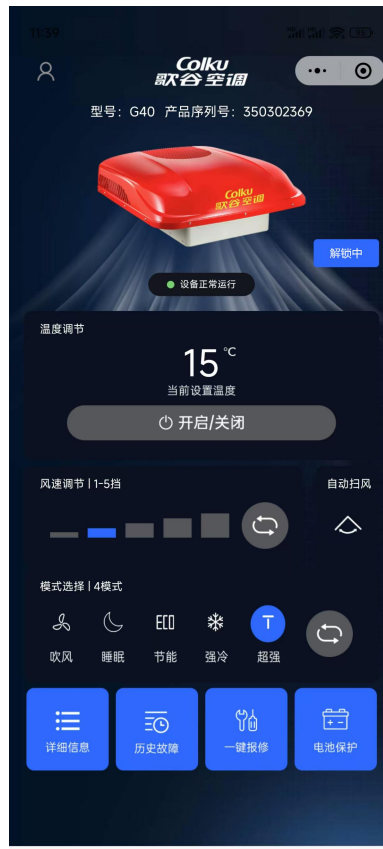 11:39
Colku
歌谷空调
型号：G40 产品序列号：350302369
Colku
歌谷空调
解锁中
设备正常运行
温度调节
15℃
当前设置温度
开启/关闭
风速调节 | 1-5挡
自动扫风
模式选择 | 4模式
ECO
T
吹风 睡眠 节能 强冷 超强
详细信息 历史故障 一键报修 电池保护